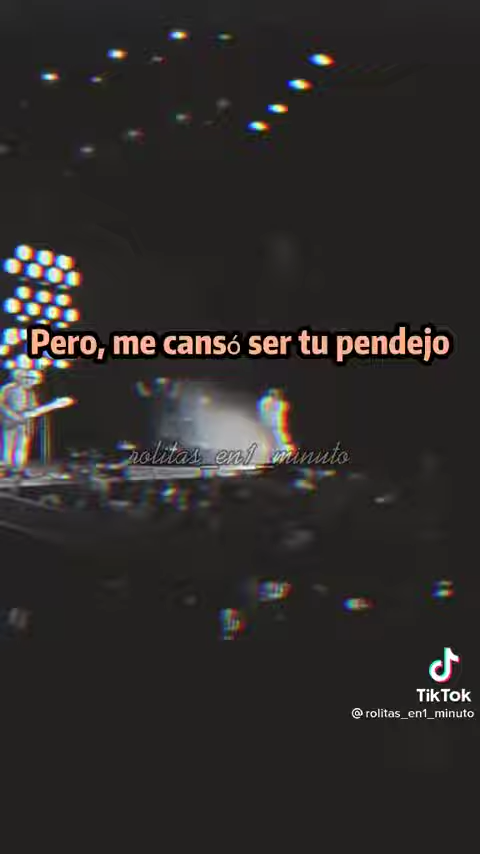 Pero, me cansó ser tu pendejo
rolitas_en1_minuto
TikTok
@rolitas_en1_minuto